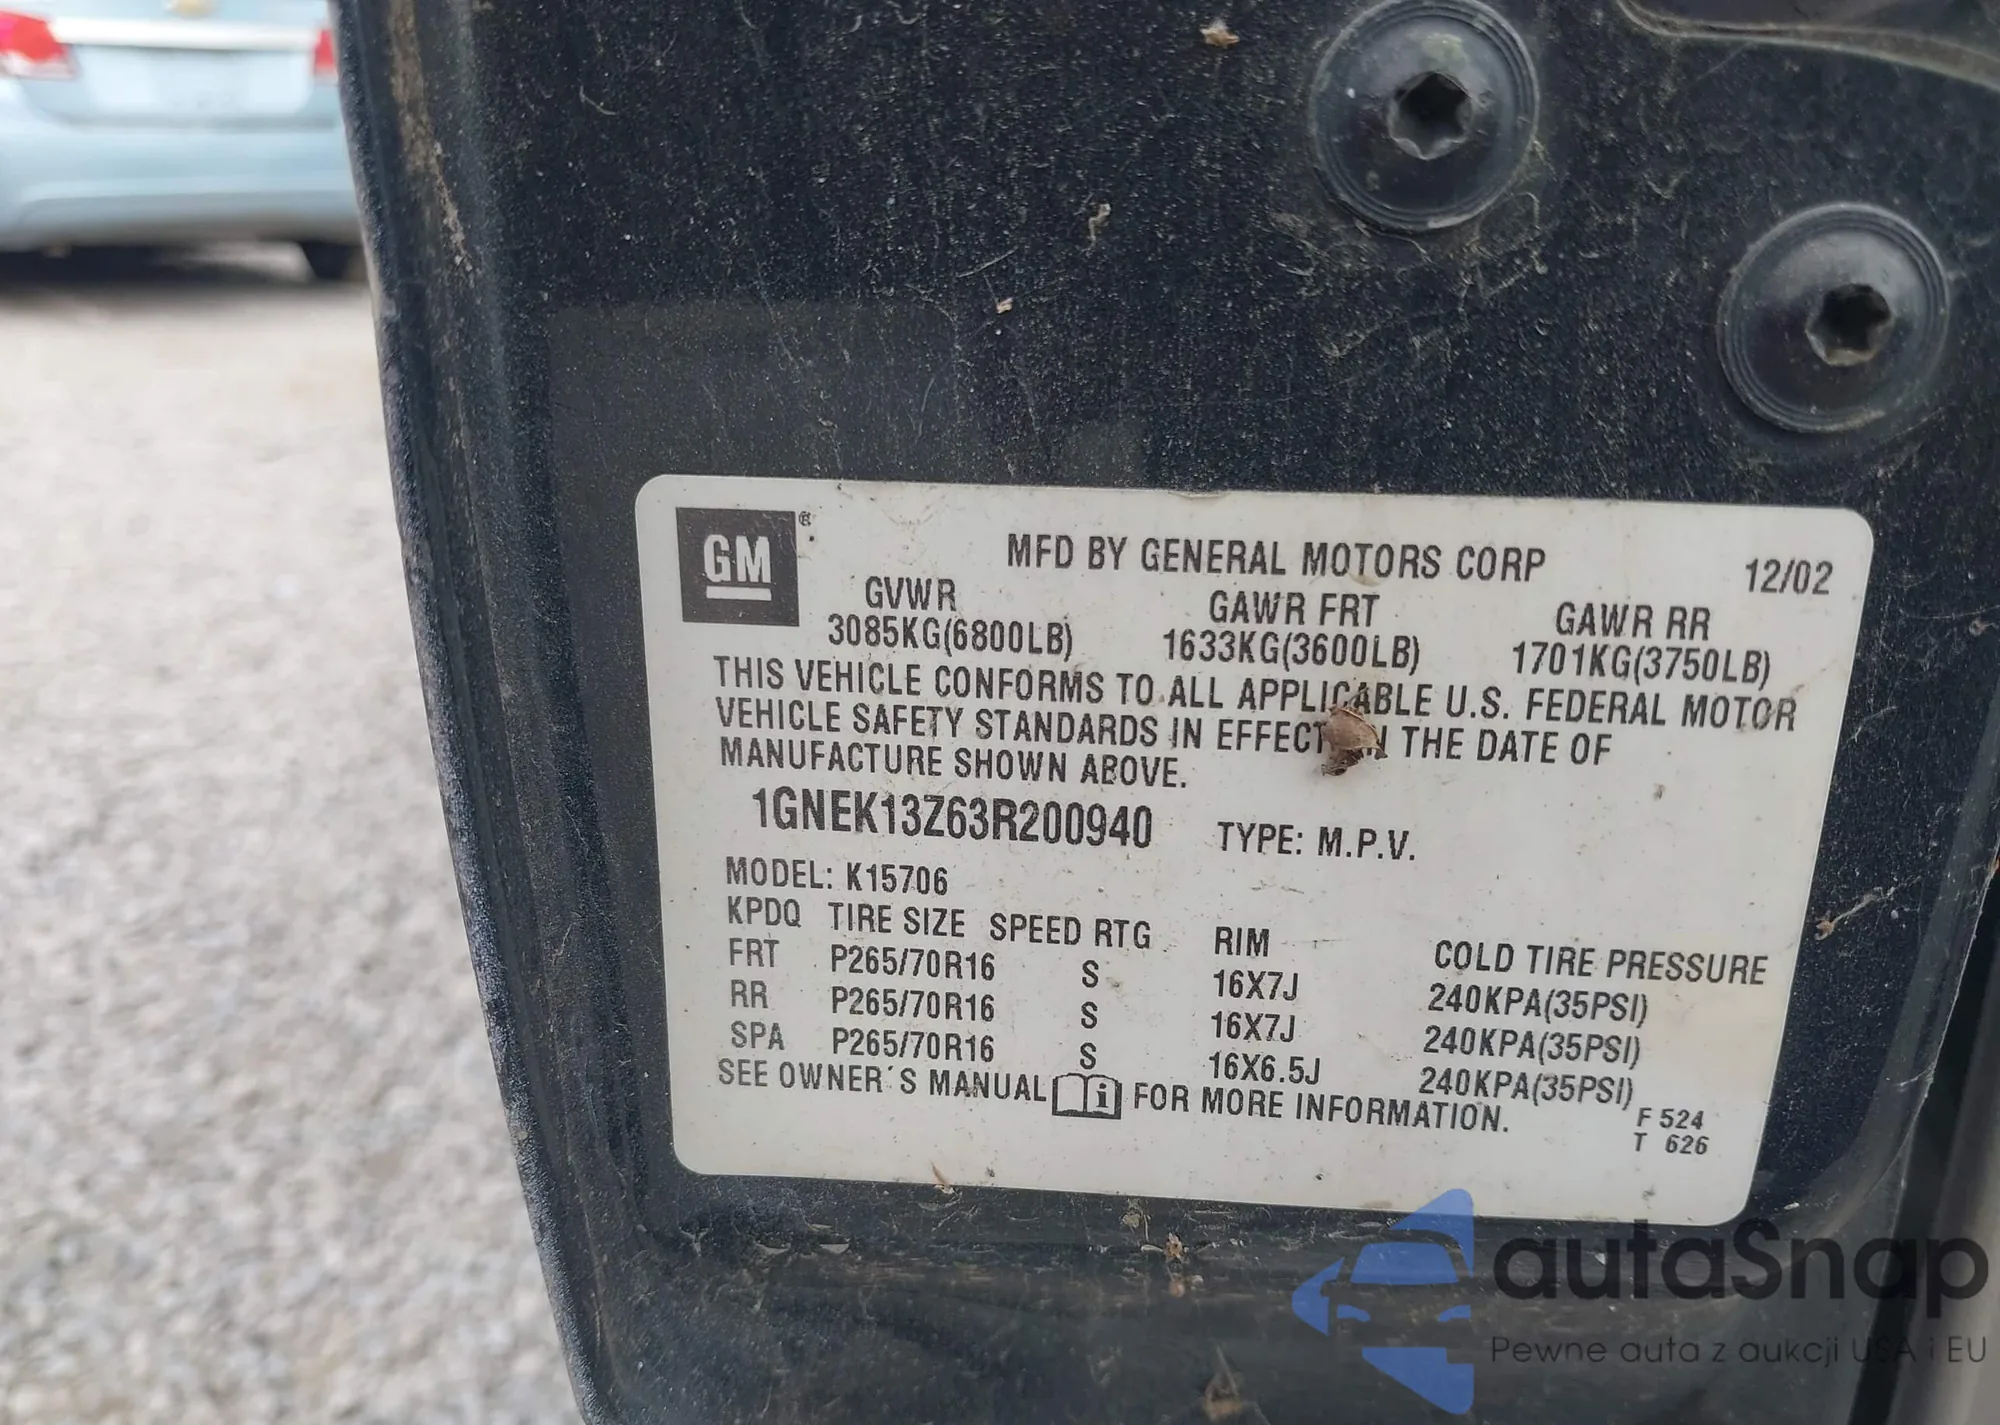 GM ®
MFD BY GENERAL MOTORS CORP 12/02
GVWR GAWR FRT GAWR RR
3085KG(6800LB) 1633KG(3600LB) 1701KG(3750LB)
THIS VEHICLE CONFORMS TO ALL APPLICABLE U.S. FEDERAL MOTOR
VEHICLE SAFETY STANDARDS IN EFFECT THE DATE OF
MANUFACTURE SHOWN ABOVE.
1GNEK13Z63R200940 TYPE: M.P.V.
MODEL: K15706
KPDQ TIRE SIZE SPEED RTG RIM COLD TIRE PRESSURE
FRT P265/70R16 S 16X7J 240KPA(35PSI)
RR P265/70R16 S 16X7J 240KPA(35PSI)
SPA P265/70R16 S 16X6.5J 240KPA(35PSI)
SEE OWNER'S MANUAL i FOR MORE INFORMATION.
F 524
T 626
autaSnap
Pewne auta z aukcji USA i EU